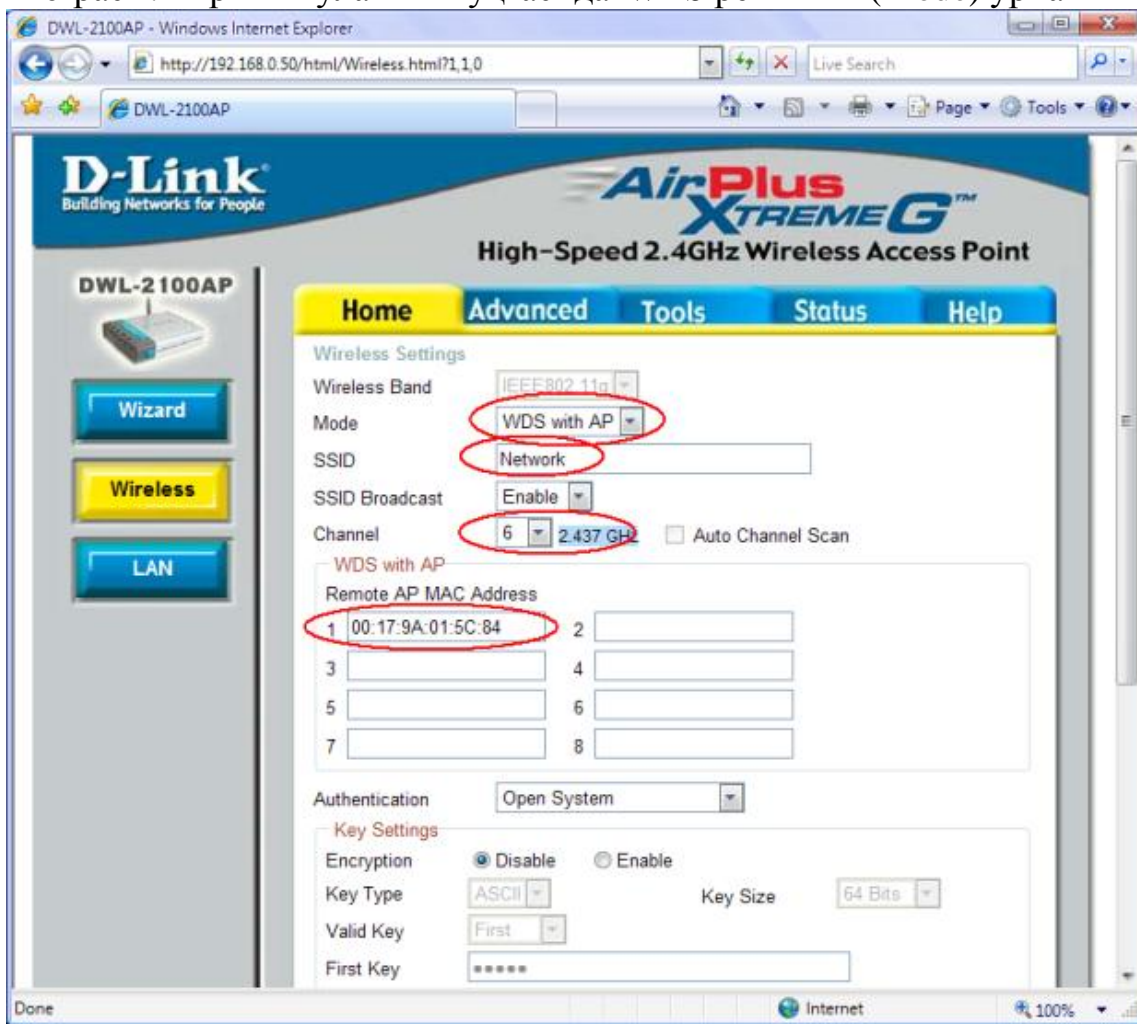 DWL-2100AP - Windows Internet Explorer
http://192.168.0.50/html/Wireless.html?1,1,0
Live Search
DWL-2100AP
Page Tools
D-Link
Building Networks for People
AirPlus
XTREME G™
High-Speed 2.4GHz Wireless Access Point
DWL-2100AP
Home Advanced Tools Status Help
Wizard
Wireless
LAN
Wireless Settings
Wireless Band IEEE802.11g
Mode WDS with AP
SSID Network
SSID Broadcast Enable
Channel 6 2.437 GHz Auto Channel Scan
WDS with AP
Remote AP MAC Address
1 00:17:9A:01:5C:84 2
3 4
5 6
7 8
Authentication Open System
Key Settings
Encryption Disable Enable
Key Type ASCII Key Size 64 Bits
Valid Key First
First Key •••••
Done Internet 100%